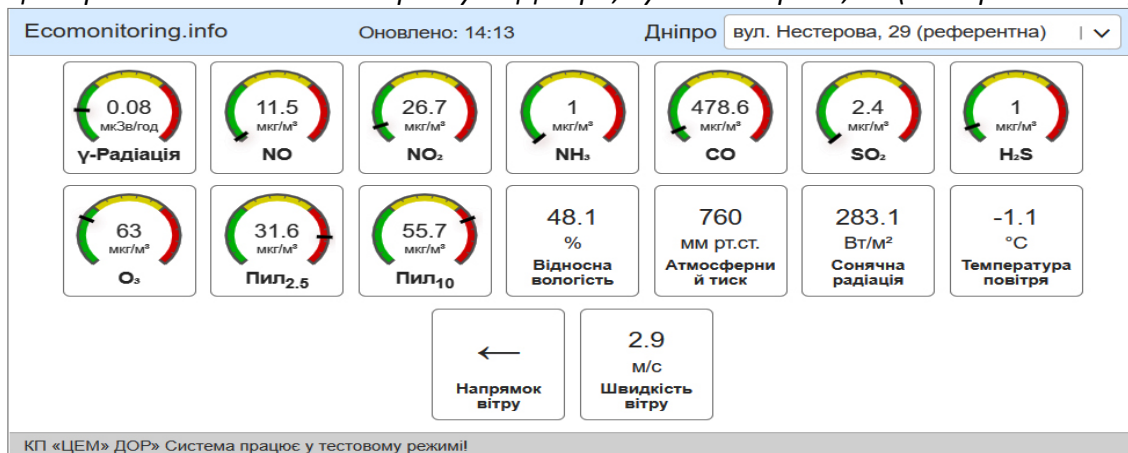 Ecomonitoring.info Оновлено: 14:13 Дніпро вул. Нестерова, 29 (референтна)
0.08 11.5 26.7 1 478.6 2.4 1
мкЗв/год мкг/м³ мкг/м³ мкг/м³ мкг/м³ мкг/м³ мкг/м³
γ-Радіація NO NO₂ NH₃ CO SO₂ H₂S
63 31.6 55.7 48.1 760 283.1 -1.1
мкг/м³ мкг/м³ мкг/м³ % мм рт.ст. Вт/м² °C
O₃ Пил2.5 Пил10 Відносна Атмосферни Сонячна Температура
вологість й тиск радіація повітря
← 2.9
м/с
Напрямок Швидкість
вітру вітру
КП «ЦЕМ» ДОР» Система працює у тестовому режимі!